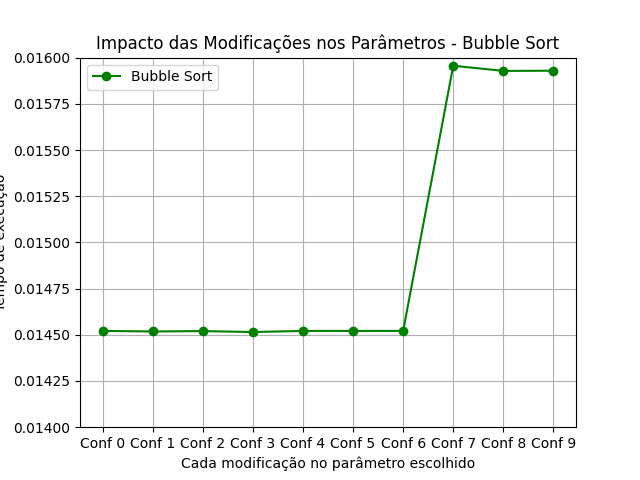 Impacto das Modificações nos Parâmetros - Bubble Sort
Bubble Sort
0.01600
0.01575
0.01550
0.01525
0.01500
0.01475
0.01450
0.01425
0.01400
Tempo de execução
Conf 0 Conf 1 Conf 2 Conf 3 Conf 4 Conf 5 Conf 6 Conf 7 Conf 8 Conf 9
Cada modificação no parâmetro escolhido